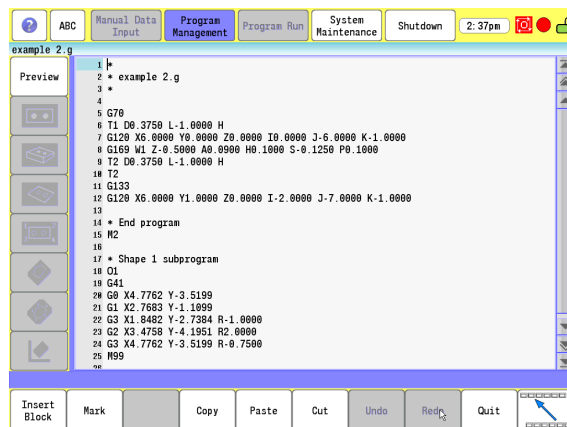 ?
ABC
Manual Data Input
Program Management
Program Run
System Maintenance
Shutdown
2:37pm
example 2.g
Preview
1 *
2 * example 2.g
3 *
4
5 G70
6 T1 D0.3750 L-1.0000 H
7 G120 X6.0000 Y0.0000 Z0.0000 I0.0000 J-6.0000 K-1.0000
8 G169 W1 Z-0.5000 A0.0900 H0.1000 S-0.1250 P0.1000
9 T2 D0.3750 L-1.0000 H
10 T2
11 G133
12 G120 X6.0000 Y1.0000 Z0.0000 I-2.0000 J-7.0000 K-1.0000
13
14 * End program
15 M2
16
17 * Shape 1 subprogram
18 O1
19 G41
20 G0 X4.7762 Y-3.5199
21 G1 X2.7683 Y-1.1099
22 G3 X1.8482 Y-2.7384 R-1.0000
23 G2 X3.4758 Y-4.1951 R2.0000
24 G3 X4.7762 Y-3.5199 R-0.7500
25 M99
26
Insert Block
Mark
Copy
Paste
Cut
Undo
Redo
Quit